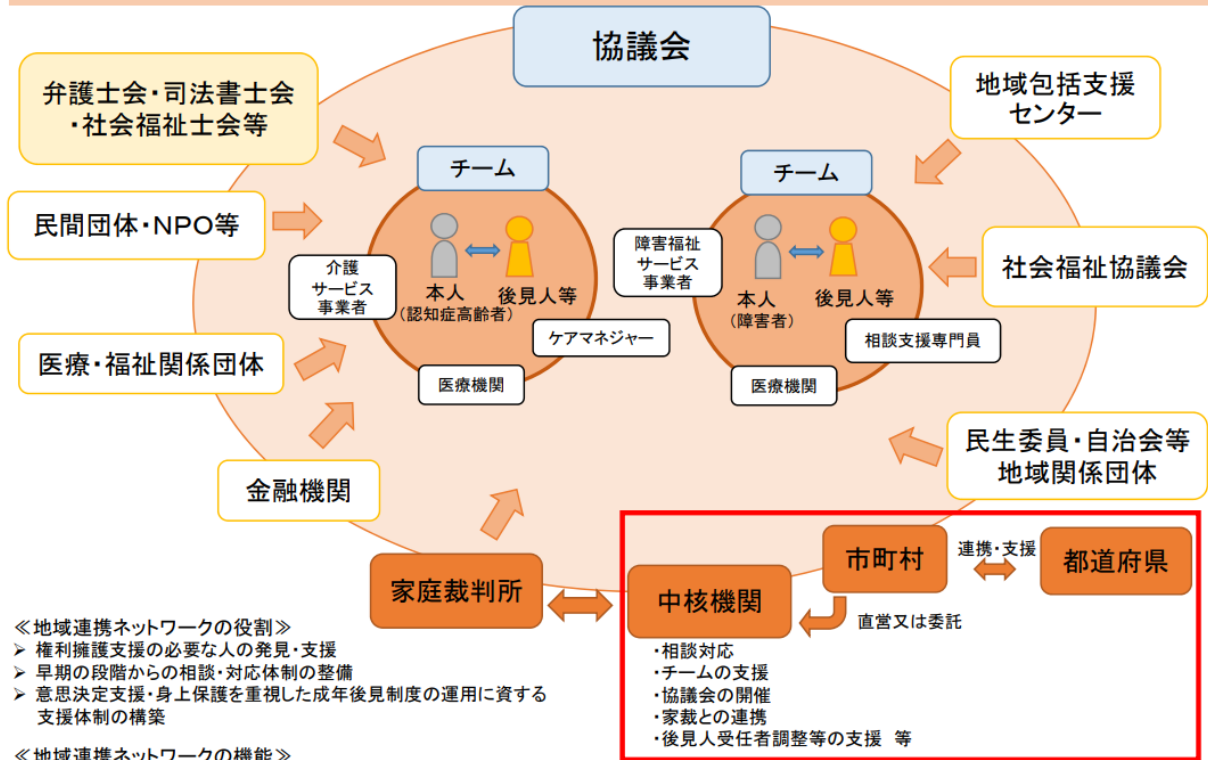 協議会
弁護士会・司法書士会
・社会福祉士会等
地域包括支援
センター
チーム
チーム
民間団体・NPO等
介護
サービス
事業者
本人
(認知症高齢者)
後見人等
障害福祉
サービス
事業者
本人
(障害者)
後見人等
社会福祉協議会
ケアマネジャー
相談支援専門員
医療・福祉関係団体
医療機関
医療機関
金融機関
民生委員・自治会等
地域関係団体
家庭裁判所
中核機関
市町村
連携・支援
都道府県
直営又は委託
・相談対応
・チームの支援
・協議会の開催
・家裁との連携
・後見人受任者調整等の支援 等
≪地域連携ネットワークの役割≫
➢ 権利擁護支援の必要な人の発見・支援
➢ 早期の段階からの相談・対応体制の整備
➢ 意思決定支援・身上保護を重視した成年後見制度の運用に資する
支援体制の構築
≪地域連携ネットワークの機能≫